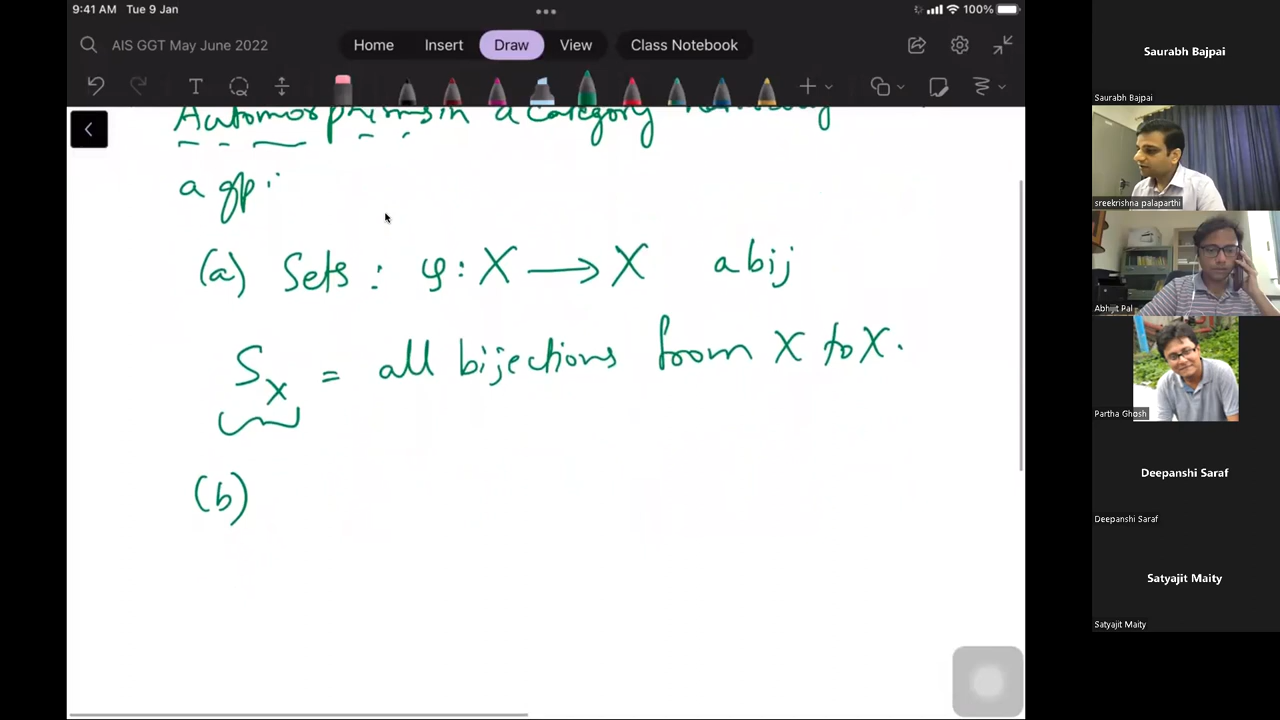 9:41 AM Tue 9 Jan
100%
AIS GGT May June 2022
Home Insert Draw View Class Notebook
Automorphisms in a category
a gp:
(a) Sets : φ : X ⟶ X a bij
S_X = all bijections from X to X.
(b)
Saurabh Bajpai
Saurabh Bajpai
sreekrishna palaparthi
Abhijit Pal
Partha Ghosh
Deepanshi Saraf
Deepanshi Saraf
Satyajit Maity
Satyajit Maity